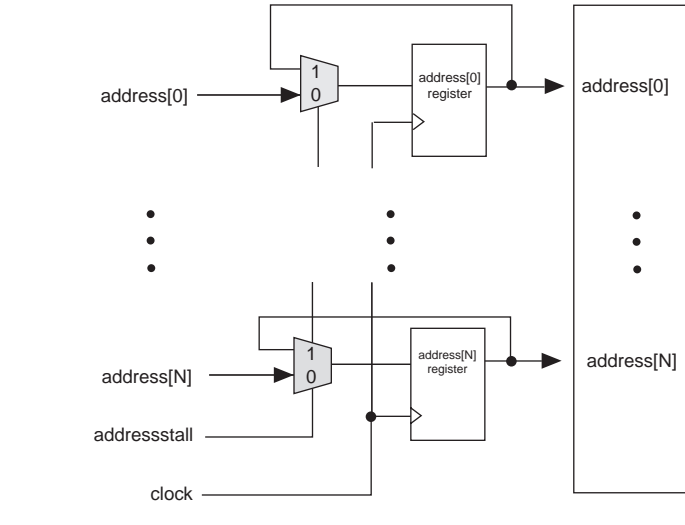 1
address[0]
register
address[0]
address[0]
0
1
address[N]
register
address[N]
address[N]
0
addressstall
clock